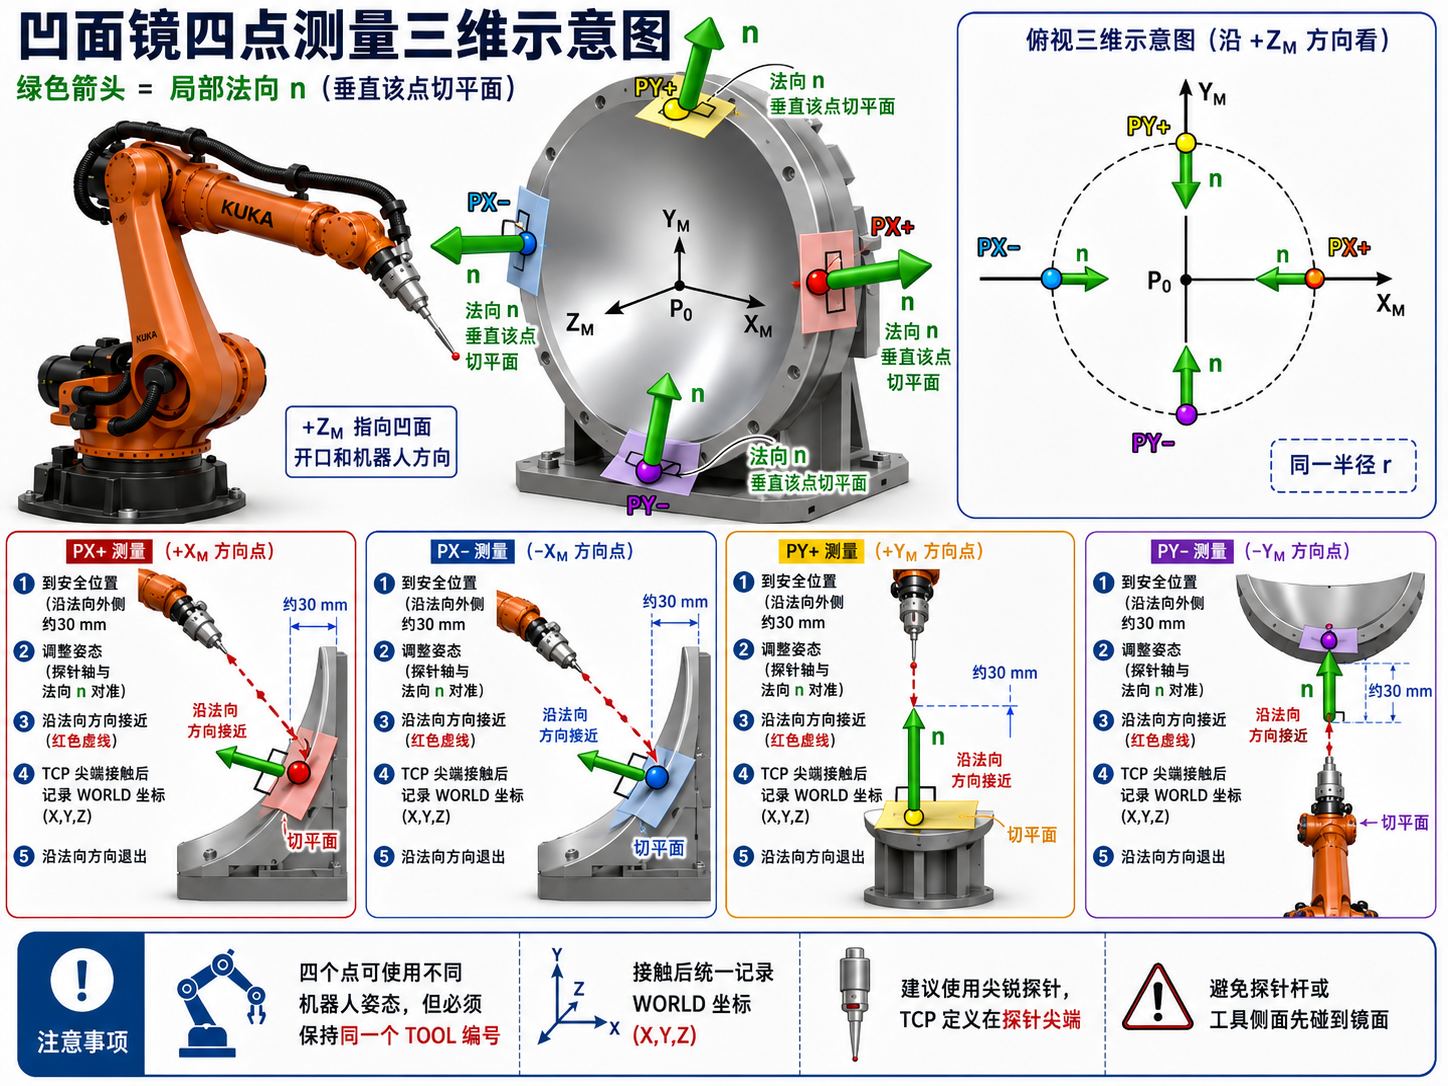 凹面镜四点测量三维示意图
绿色箭头 = 局部法向 n（垂直该点切平面）
KUKA
KUKA
+Z_M 指向凹面
开口和机器人方向
PY+
n
法向 n
垂直该点切平面
PX-
n
法向 n
垂直该点
切平面
Y_M
P_0
Z_M
X_M
PX+
n
法向 n
垂直该点
切平面
n
法向 n
垂直该点切平面
PY-
俯视三维示意图（沿 +Z_M 方向看）
Y_M
PY+
n
PX-
n
P_0
n
PX+
X_M
n
PY-
同一半径 r
PX+ 测量（+X_M 方向点）
1 到安全位置
（沿法向外侧
约30 mm
2 调整姿态
（探针轴与
法向 n 对准）
3 沿法向方向接近
（红色虚线）
4 TCP 尖端接触后
记录 WORLD 坐标
(X,Y,Z)
5 沿法向方向退出
约30 mm
沿法向
方向接近
切平面
PX- 测量（-X_M 方向点）
1 到安全位置
（沿法向外侧
约30 mm
2 调整姿态
（探针轴与
法向 n 对准）
3 沿法向方向接近
（红色虚线）
4 TCP 尖端接触后
记录 WORLD 坐标
(X,Y,Z)
5 沿法向方向退出
约30 mm
沿法向
方向接近
切平面
PY+ 测量（+Y_M 方向点）
1 到安全位置
（沿法向外侧
约30 mm
2 调整姿态
（探针轴与
法向 n 对准）
3 沿法向方向接近
（红色虚线）
4 TCP 尖端接触后
记录 WORLD 坐标
(X,Y,Z)
5 沿法向方向退出
约30 mm
n
沿法向
方向接近
切平面
PY- 测量（-Y_M 方向点）
1 到安全位置
（沿法向外侧
约30 mm
2 调整姿态
（探针轴与
法向 n 对准）
3 沿法向方向接近
（红色虚线）
4 TCP 尖端接触后
记录 WORLD 坐标
(X,Y,Z)
5 沿法向方向退出
n
约30 mm
沿法向
方向接近
切平面
!
注意事项
四个点可使用不同
机器人姿态，但必须
保持同一个 TOOL 编号
Y
Z
X
接触后统一记录
WORLD 坐标
(X,Y,Z)
建议使用尖锐探针，
TCP 定义在探针尖端
!
避免探针杆或
工具侧面先碰到镜面